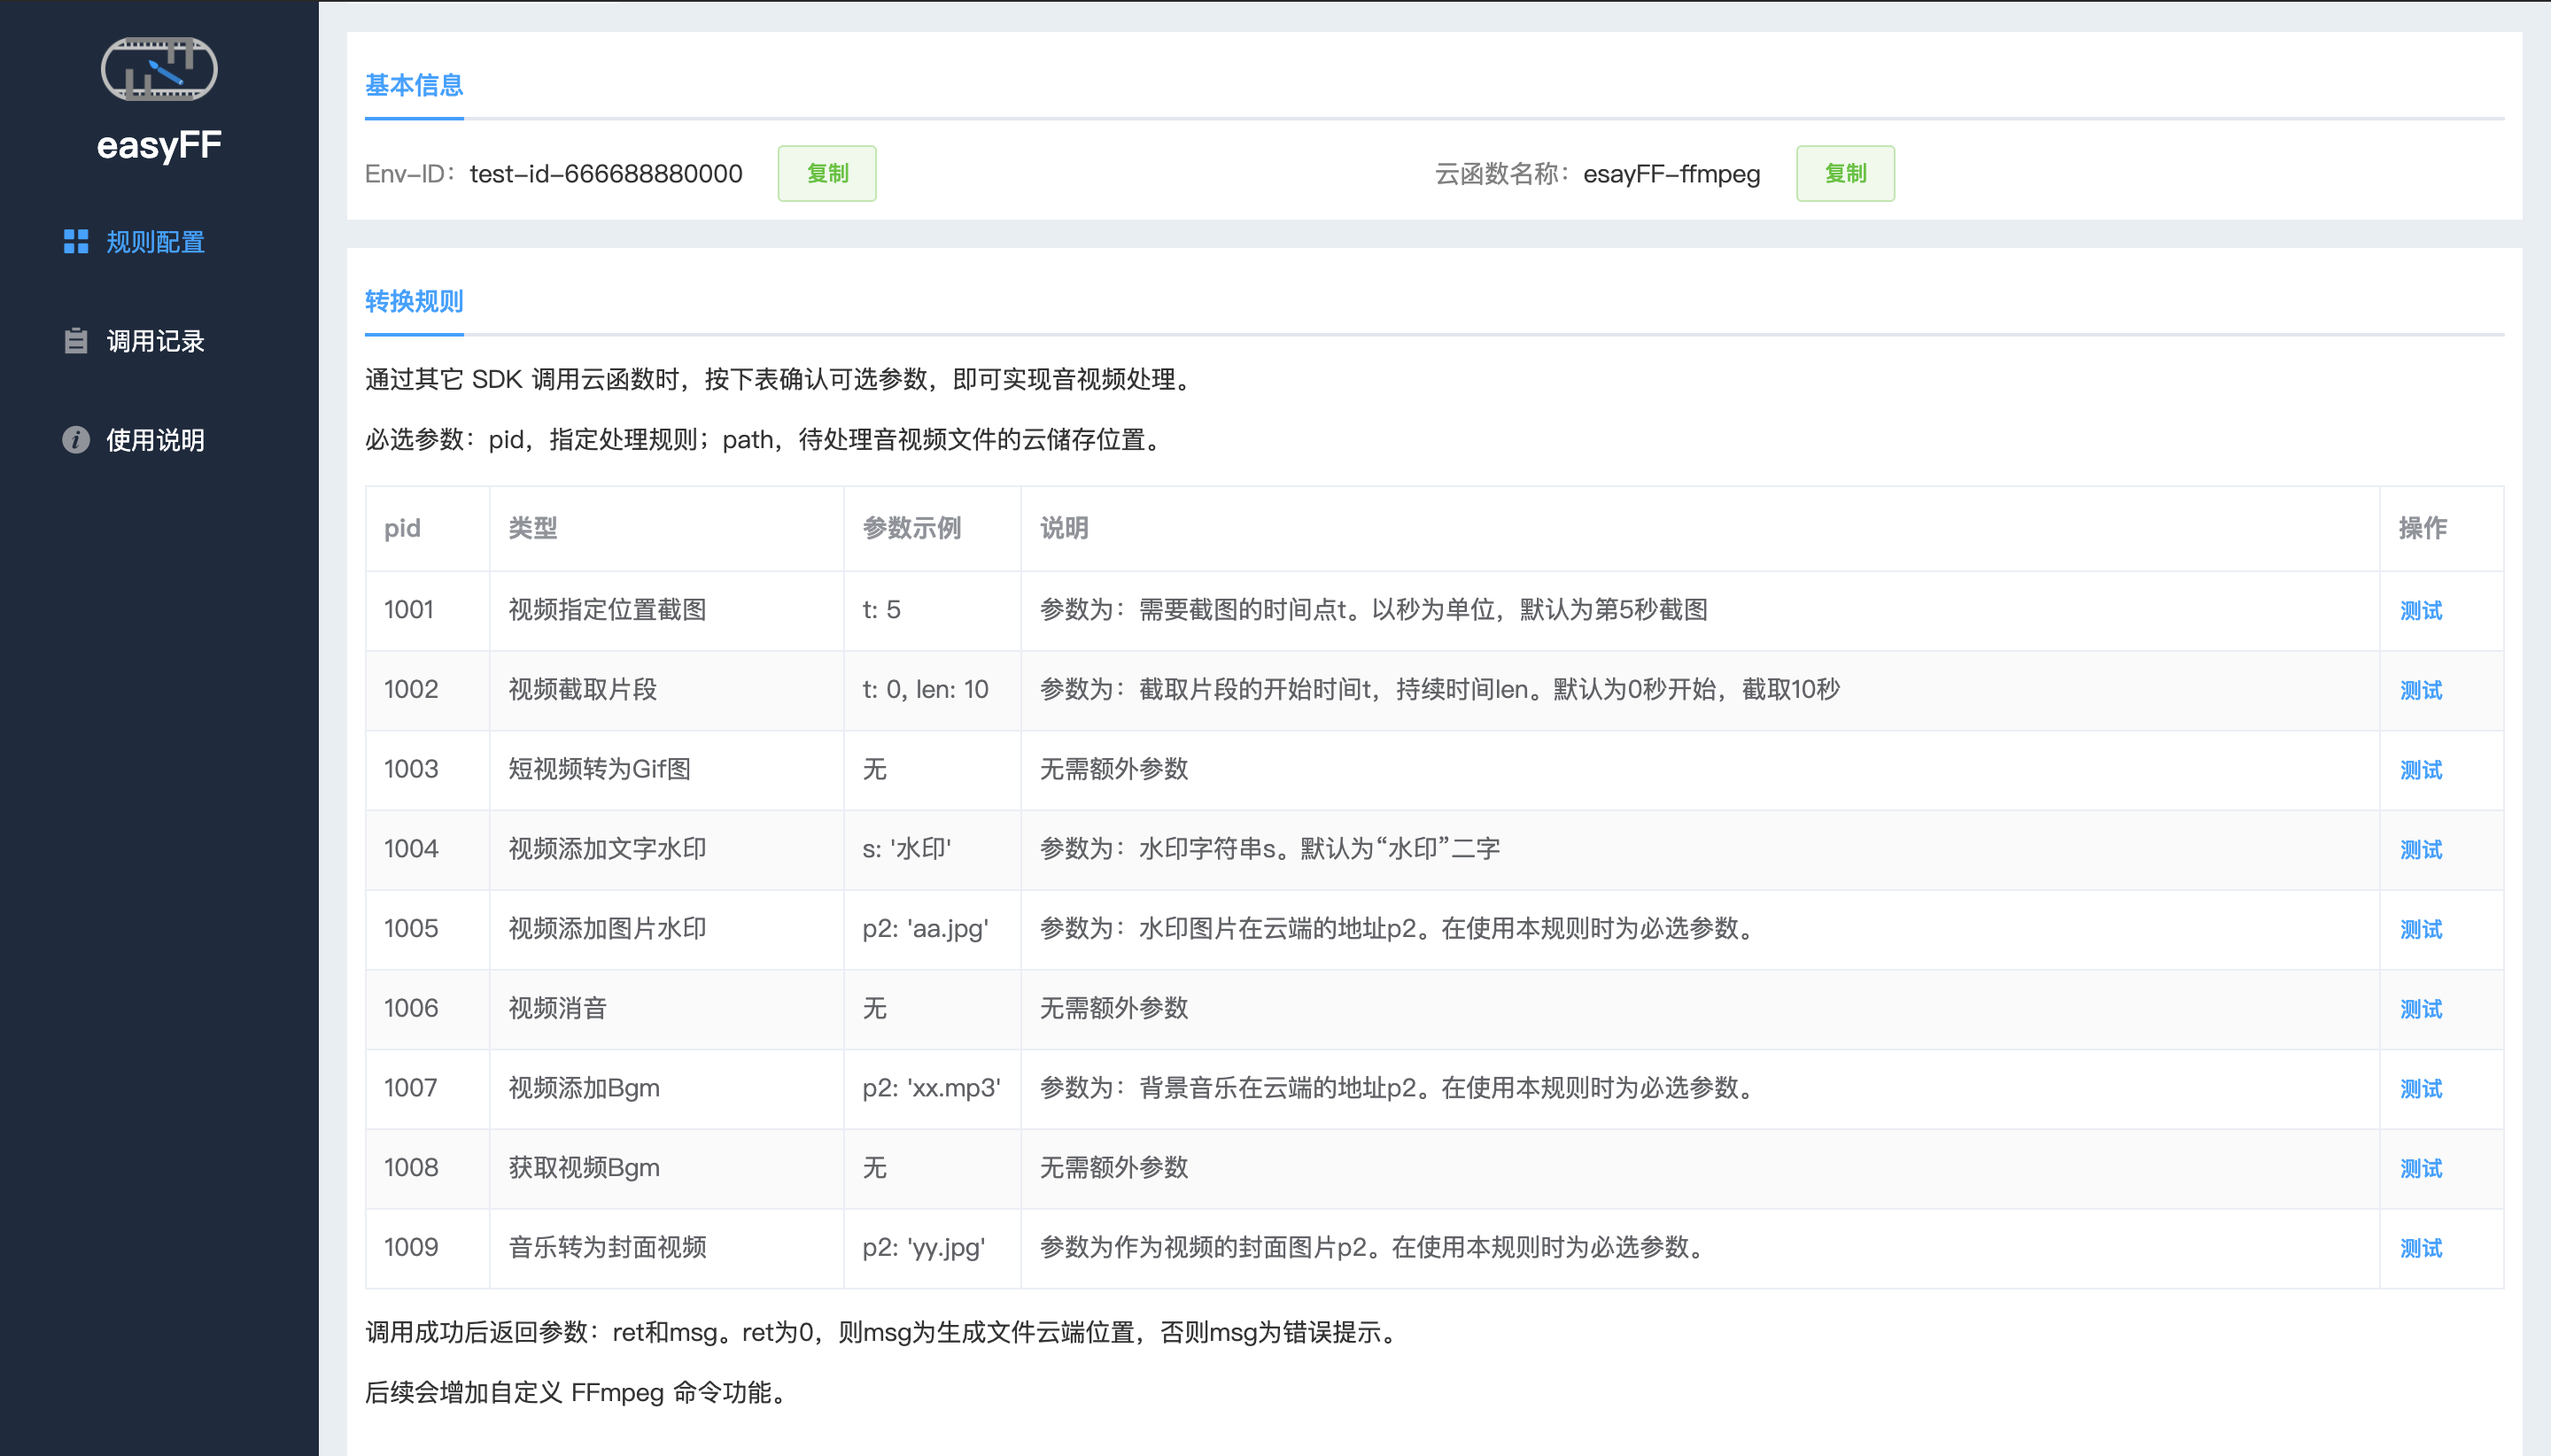 easyFF
规则配置
调用记录
使用说明
基本信息
Env-ID：test-id-666688880000 复制 云函数名称：esayFF-ffmpeg 复制
转换规则
通过其它 SDK 调用云函数时，按下表确认可选参数，即可实现音视频处理。
必选参数：pid，指定处理规则；path，待处理音视频文件的云储存位置。
pid 类型 参数示例 说明 操作
1001 视频指定位置截图 t: 5 参数为：需要截图的时间点t。以秒为单位，默认为第5秒截图 测试
1002 视频截取片段 t: 0, len: 10 参数为：截取片段的开始时间t，持续时间len。默认为0秒开始，截取10秒 测试
1003 短视频转为Gif图 无 无需额外参数 测试
1004 视频添加文字水印 s: '水印' 参数为：水印字符串s。默认为“水印”二字 测试
1005 视频添加图片水印 p2: 'aa.jpg' 参数为：水印图片在云端的地址p2。在使用本规则时为必选参数。 测试
1006 视频消音 无 无需额外参数 测试
1007 视频添加Bgm p2: 'xx.mp3' 参数为：背景音乐在云端的地址p2。在使用本规则时为必选参数。 测试
1008 获取视频Bgm 无 无需额外参数 测试
1009 音乐转为封面视频 p2: 'yy.jpg' 参数为作为视频的封面图片p2。在使用本规则时为必选参数。 测试
调用成功后返回参数：ret和msg。ret为0，则msg为生成文件云端位置，否则msg为错误提示。
后续会增加自定义 FFmpeg 命令功能。